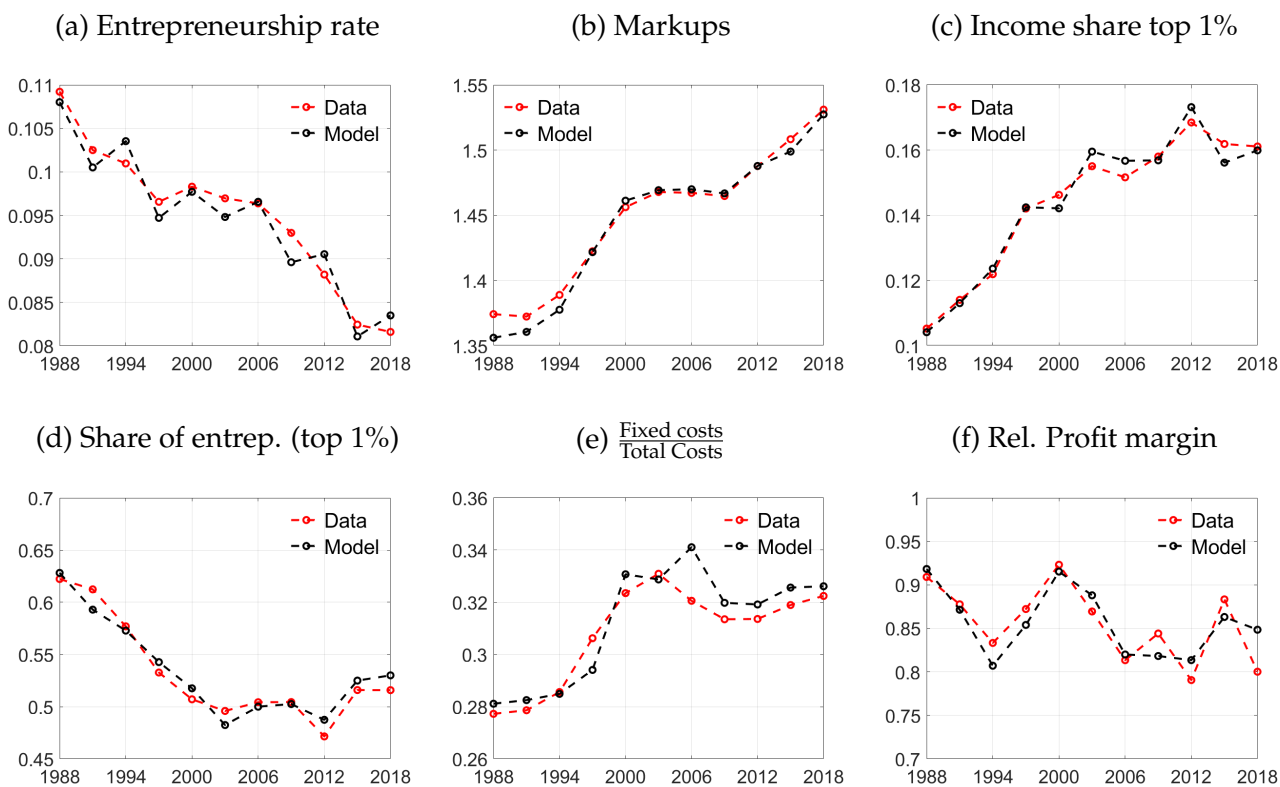 (a) Entrepreneurship rate
0.11
0.105
0.1
0.095
0.09
0.085
0.08
1988 1994 2000 2006 2012 2018
Data
Model
(b) Markups
1.55
1.5
1.45
1.4
1.35
1988 1994 2000 2006 2012 2018
Data
Model
(c) Income share top 1%
0.18
0.16
0.14
0.12
0.1
1988 1994 2000 2006 2012 2018
Data
Model
(d) Share of entrep. (top 1%)
0.7
0.65
0.6
0.55
0.5
0.45
1988 1994 2000 2006 2012 2018
Data
Model
(e) Fixed costs
Total Costs
0.36
0.34
0.32
0.3
0.28
0.26
1988 1994 2000 2006 2012 2018
Data
Model
(f) Rel. Profit margin
1
0.95
0.9
0.85
0.8
0.75
0.7
1988 1994 2000 2006 2012 2018
Data
Model